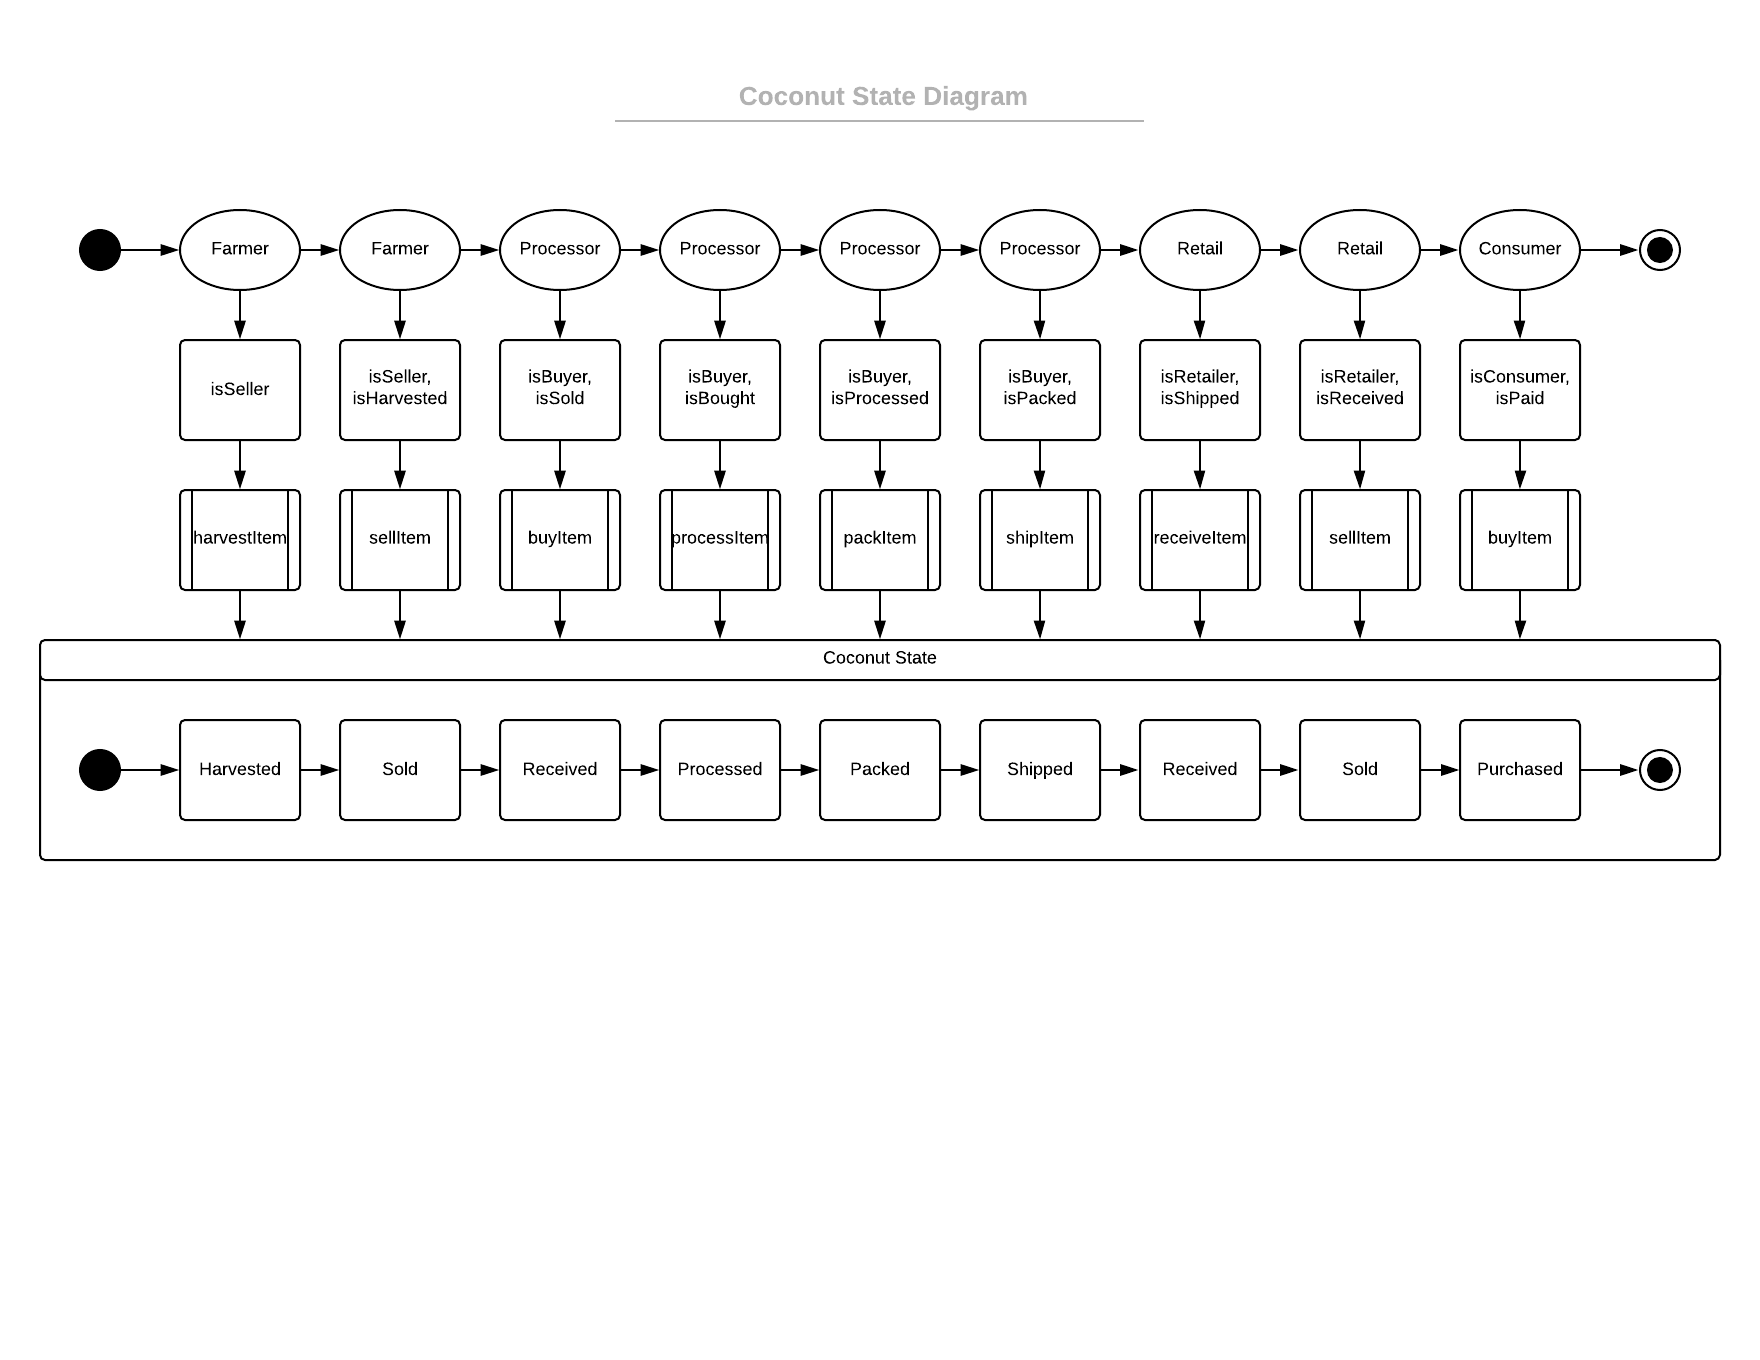 Coconut State Diagram
Farmer
Farmer
Processor
Processor
Processor
Processor
Retail
Retail
Consumer
isSeller
isSeller,
isHarvested
isBuyer,
isSold
isBuyer,
isBought
isBuyer,
isProcessed
isBuyer,
isPacked
isRetailer,
isShipped
isRetailer,
isReceived
isConsumer,
isPaid
harvestItem
sellItem
buyItem
processItem
packItem
shipItem
receiveItem
sellItem
buyItem
Coconut State
Harvested
Sold
Received
Processed
Packed
Shipped
Received
Sold
Purchased